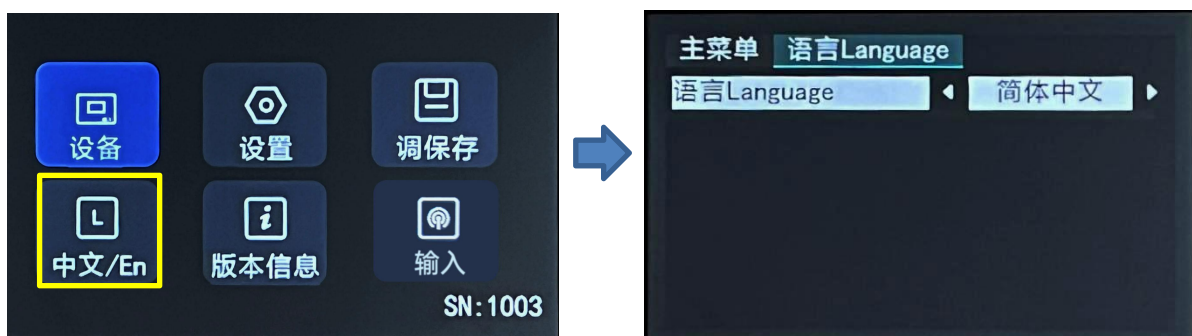 设备 设置 调保存
中文/En 版本信息 输入
SN:1003
主菜单 语言Language
语言Language 简体中文